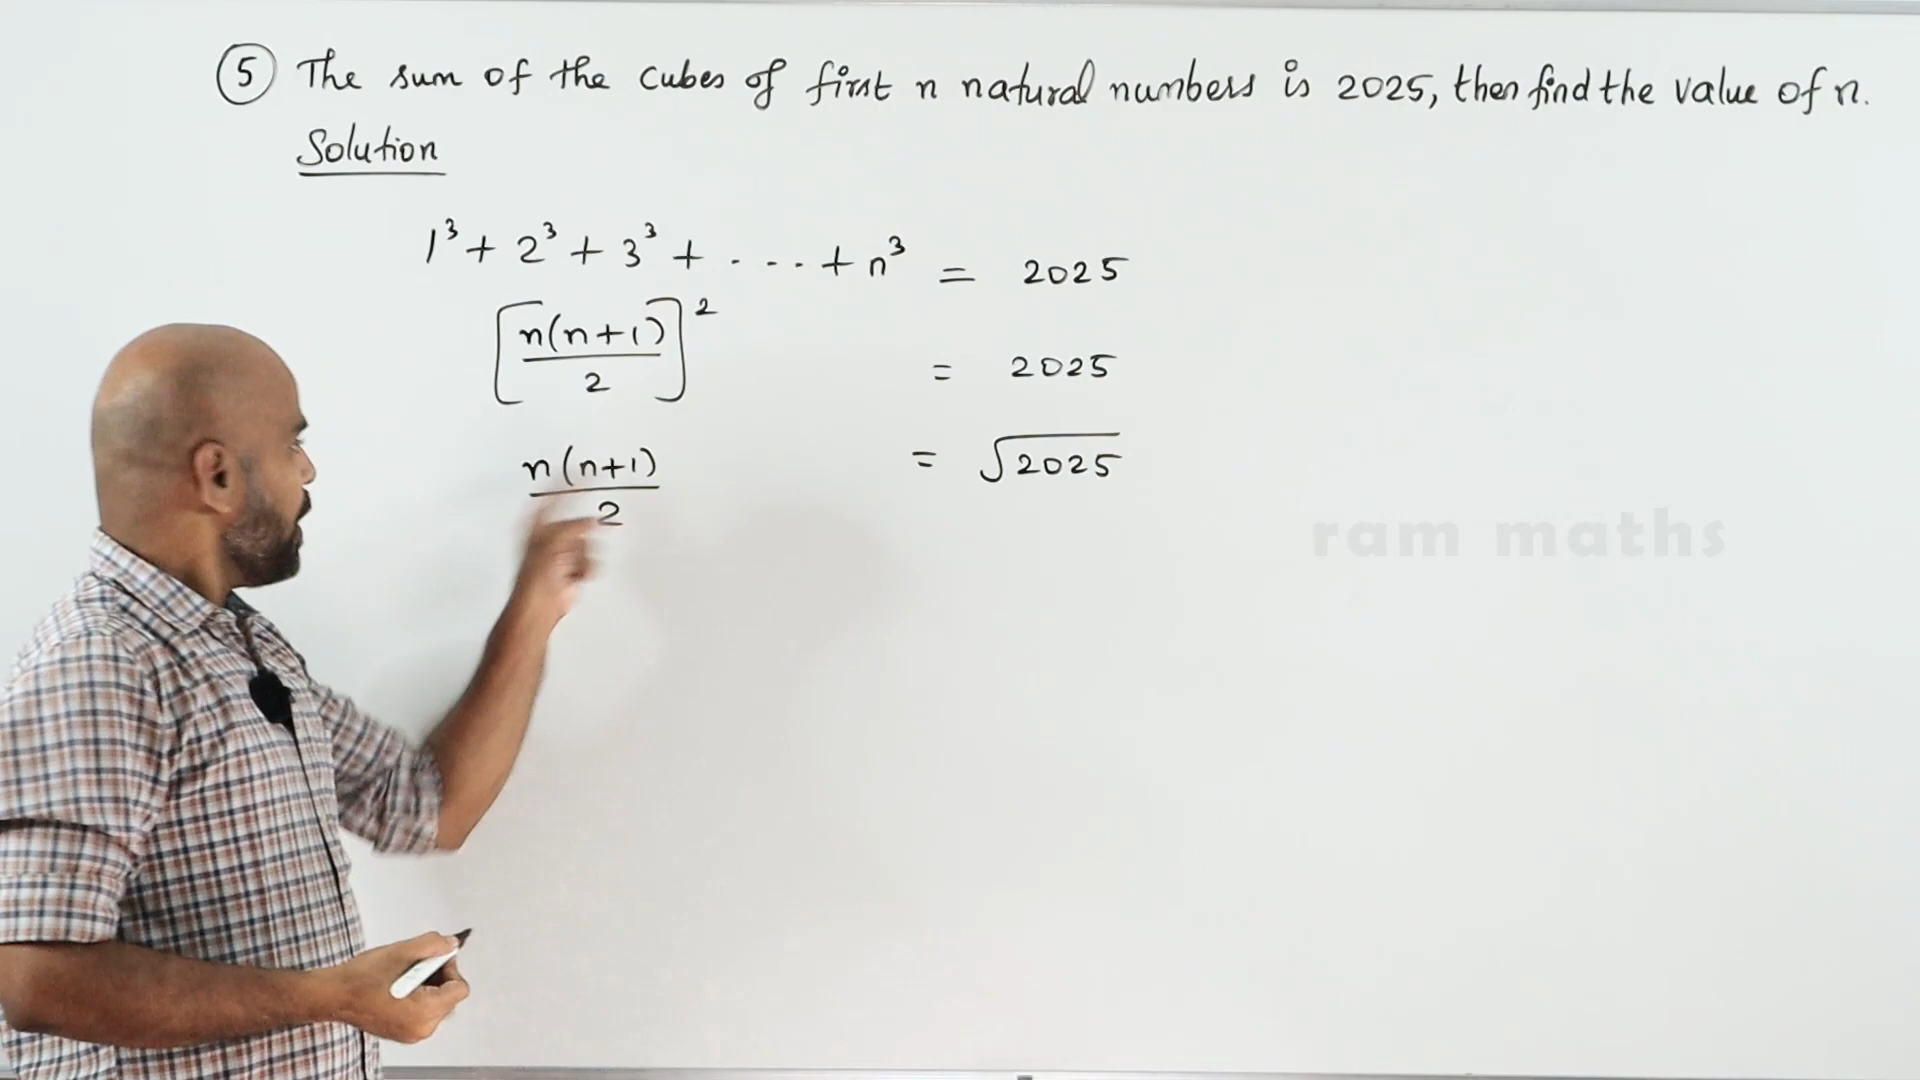 ⑤ The sum of the cubes of first n natural numbers is 2025, then find the value of n.
Solution
1³ + 2³ + 3³ + . . . . + n³ = 2025
[n(n+1)/2]² = 2025
n(n+1)/2 = √2025
ram maths